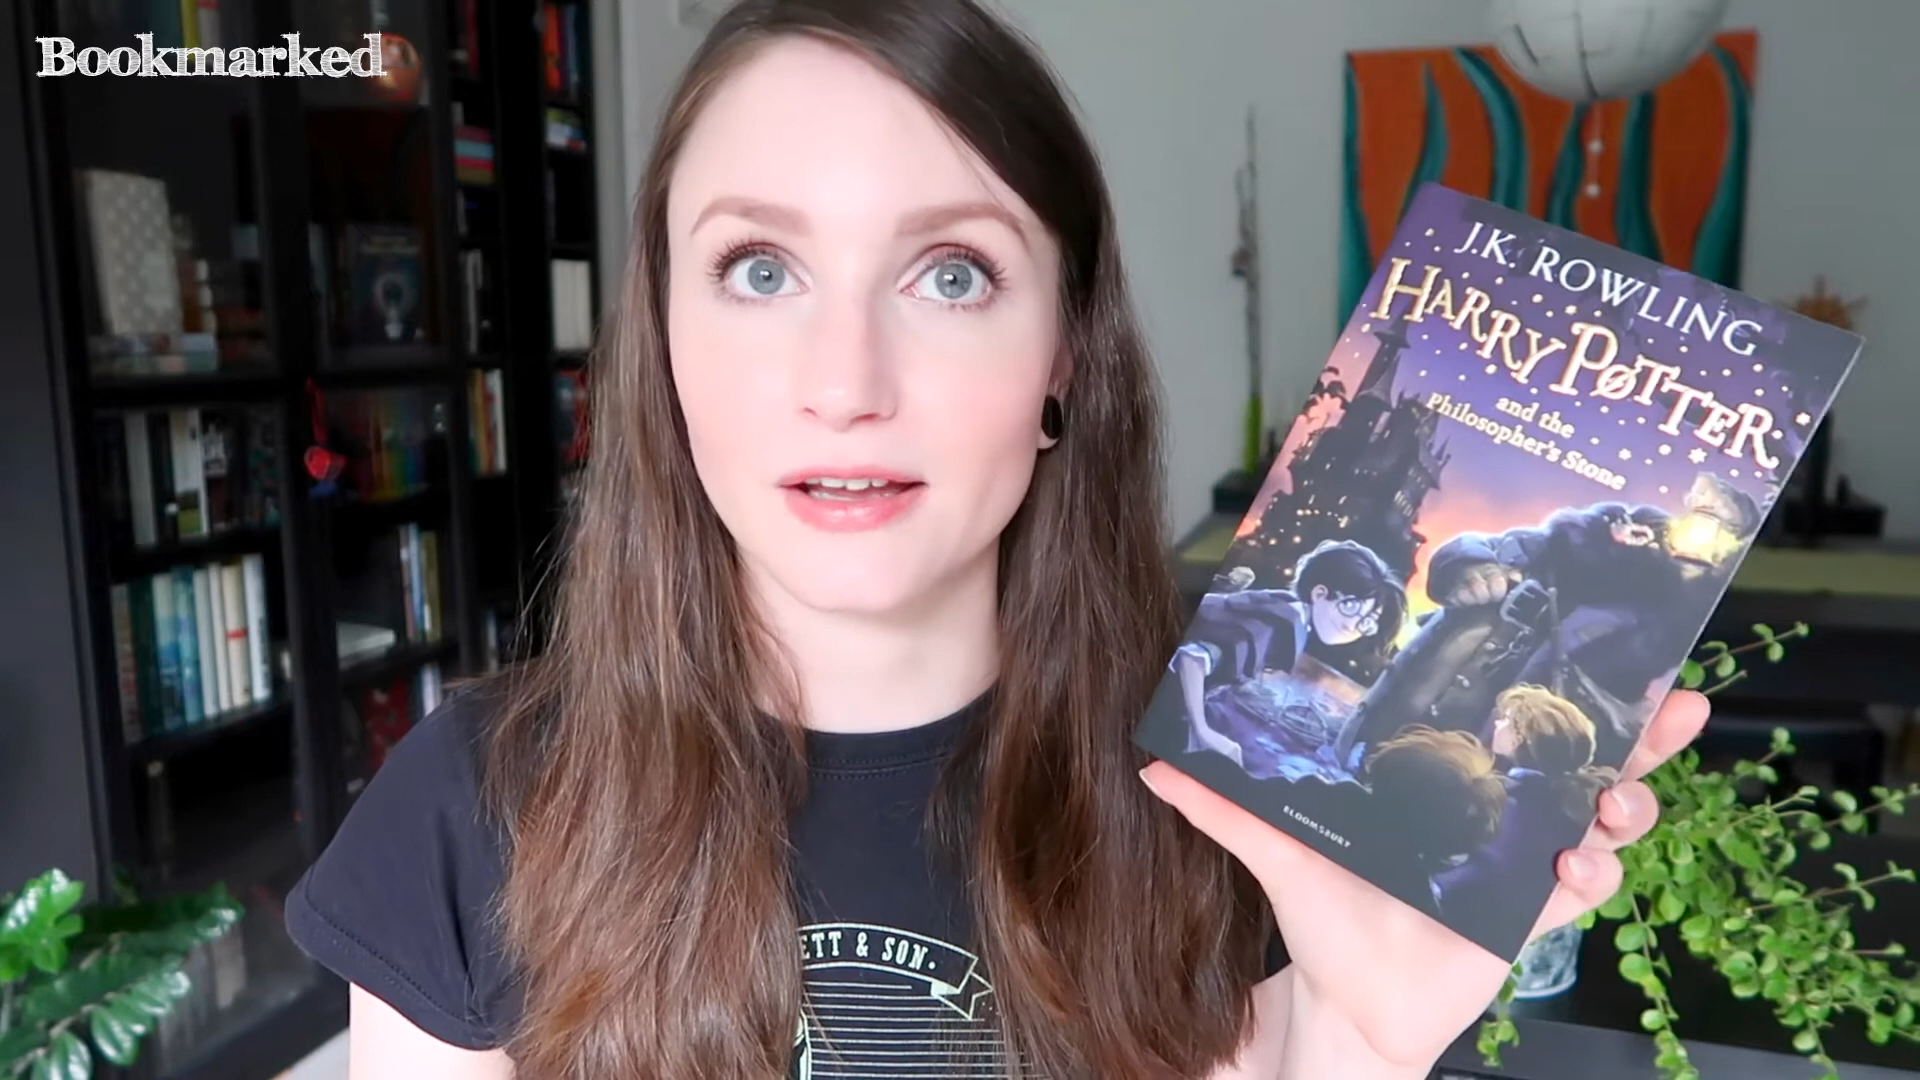 Bookmarked
J.K. ROWLING
HARRY POTTER
and the
Philosopher's Stone
BLOOMSBURY
ETT & SON.